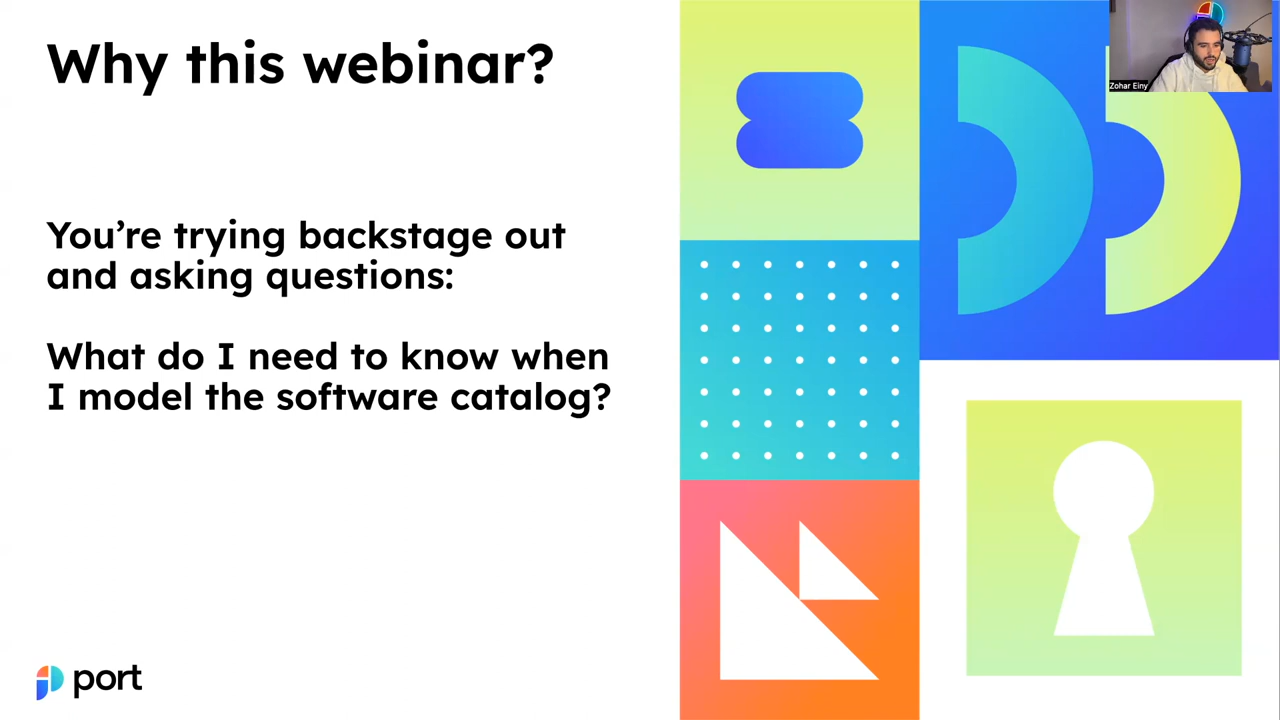 Why this webinar?
You’re trying backstage out
and asking questions:
What do I need to know when
I model the software catalog?
port
Zohar Einy